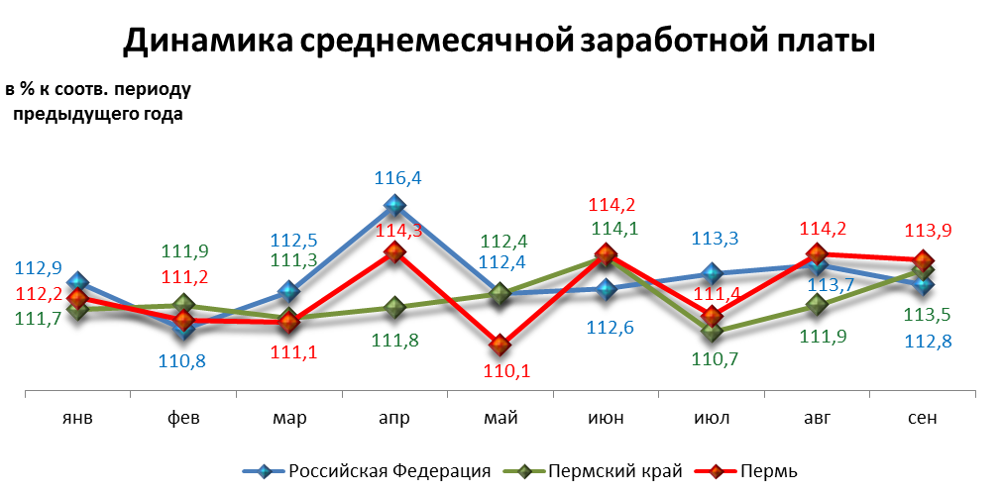 Динамика среднемесячной заработной платы
в % к соотв. периоду
предыдущего года
116,4
114,2
114,3
114,1
114,2
113,9
112,5
112,4
113,3
111,9
111,3
112,4
112,9
111,2
112,2
111,4
113,7
111,7
113,5
112,6
111,8
111,9
112,8
111,1
110,8
110,7
110,1
янв
фев
мар
апр
май
июн
июл
авг
сен
Российская Федерация
Пермский край
Пермь